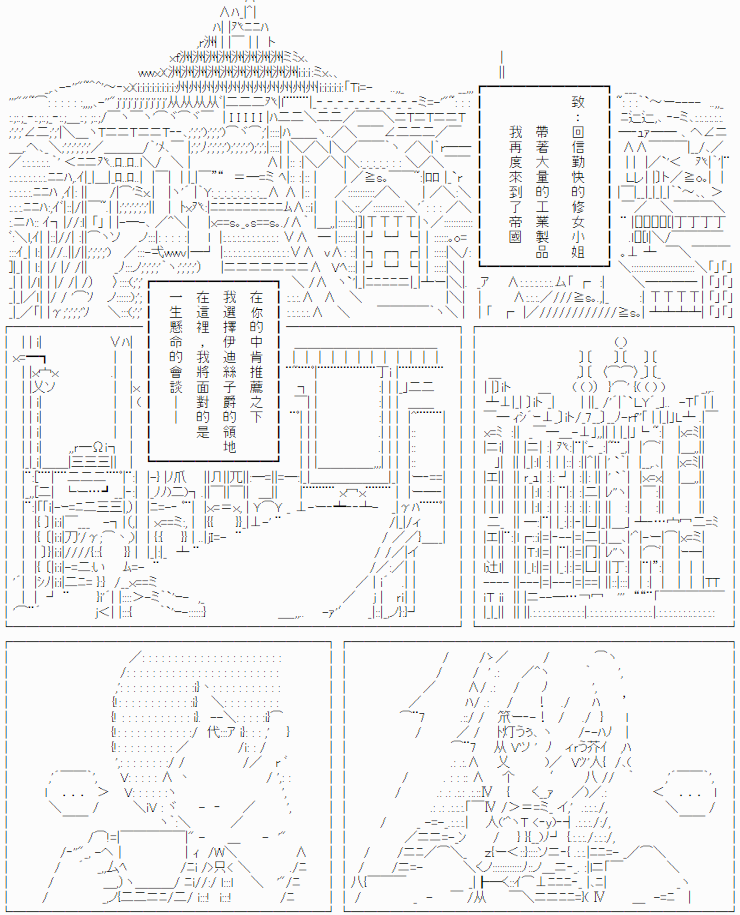 致：回信勤快的修女小姐
帶著大量的工業製品
我再度來到了帝國
在你的中肯推薦之下
我選擇伊迪絲子爵的領地
在這裡，我將面對的是
一生懸命的會談｜